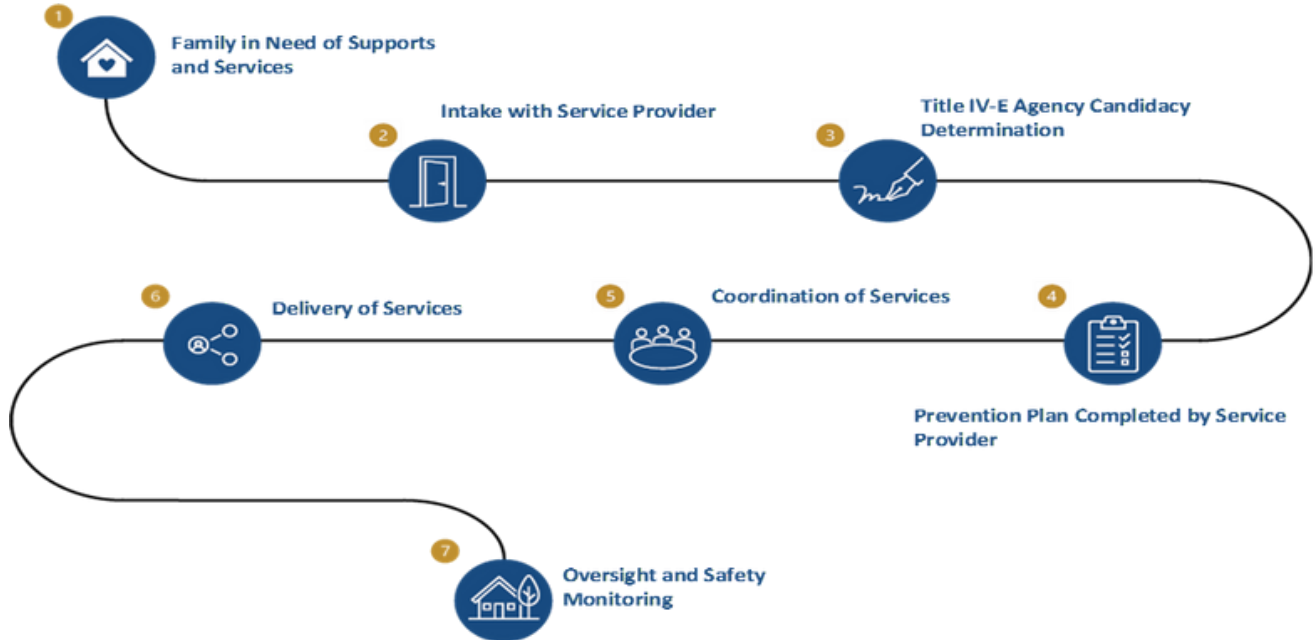 1
Family in Need of Supports
and Services
2
Intake with Service Provider
3
Title IV-E Agency Candidacy
Determination
4
Prevention Plan Completed by Service
Provider
5
Coordination of Services
6
Delivery of Services
7
Oversight and Safety
Monitoring